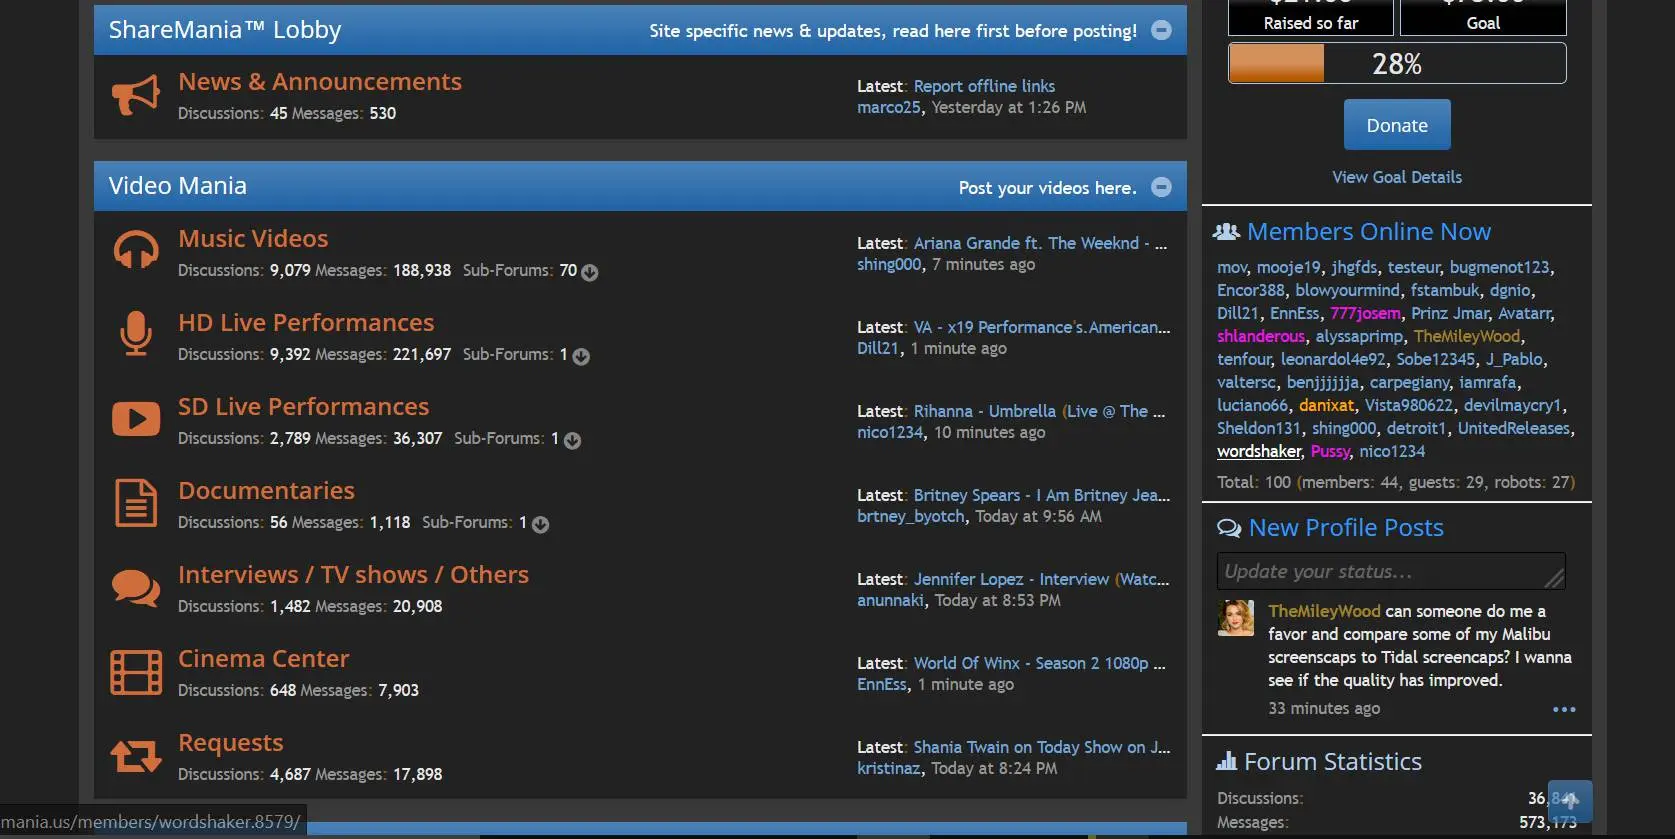 ShareMania™ Lobby
Site specific news & updates, read here first before posting!
News & Announcements
Discussions: 45 Messages: 530
Latest: Report offline links
marco25, Yesterday at 1:26 PM
Video Mania
Post your videos here.
Music Videos
Discussions: 9,079 Messages: 188,938 Sub-Forums: 70
Latest: Ariana Grande ft. The Weeknd - ...
shing000, 7 minutes ago
HD Live Performances
Discussions: 9,392 Messages: 221,697 Sub-Forums: 1
Latest: VA - x19 Performance's.American...
Dill21, 1 minute ago
SD Live Performances
Discussions: 2,789 Messages: 36,307 Sub-Forums: 1
Latest: Rihanna - Umbrella (Live @ The ...
nico1234, 10 minutes ago
Documentaries
Discussions: 56 Messages: 1,118 Sub-Forums: 1
Latest: Britney Spears - I Am Britney Jea...
brtney_byotch, Today at 9:56 AM
Interviews / TV shows / Others
Discussions: 1,482 Messages: 20,908
Latest: Jennifer Lopez - Interview (Watc...
anunnaki, Today at 8:53 PM
Cinema Center
Discussions: 648 Messages: 7,903
Latest: World Of Winx - Season 2 1080p ...
EnnEss, 1 minute ago
Requests
Discussions: 4,687 Messages: 17,898
Latest: Shania Twain on Today Show on J...
kristinaz, Today at 8:24 PM
mania.us/members/wordshaker.8579/
Raised so far
Goal
28%
Donate
View Goal Details
Members Online Now
mov, mooje19, jhgfds, testeur, bugmenot123,
Encor388, blowyourmind, fstambuk, dgnio,
Dill21, EnnEss, 777josem, Prinz Jmar, Avatarr,
shlanderous, alyssaprimp, TheMileyWood,
tenfour, leonardol4e92, Sobe12345, J_Pablo,
valtersc, benjjjjjja, carpegiany, iamrafa,
luciano66, danixat, Vista980622, devilmaycry1,
Sheldon131, shing000, detroit1, UnitedReleases,
wordshaker, Pussy, nico1234
Total: 100 (members: 44, guests: 29, robots: 27)
New Profile Posts
Update your status...
TheMileyWood can someone do me a
favor and compare some of my Malibu
screenscaps to Tidal screencaps? I wanna
see if the quality has improved.
33 minutes ago
Forum Statistics
Discussions:
Messages: 573,173